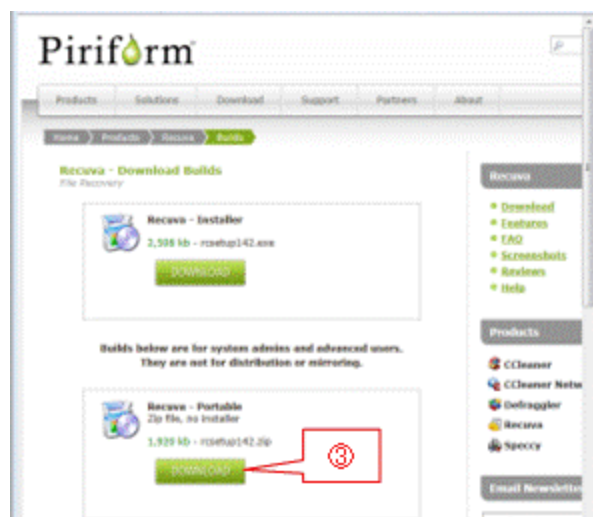 Piriform
Products Solutions Download Support Partners About
Home Products Recuva Builds
Recuva - Download Builds
File Recovery
Recuva - Installer
2,508 kb - rcsetup142.exe
DOWNLOAD
Builds below are for system admins and advanced users.
They are not for distribution or mirroring.
Recuva - Portable
Zip file, no installer
1,920 kb - rcsetup142.zip
DOWNLOAD
③
Recuva
Download
Features
FAQ
Screenshots
Reviews
Help
Products
CCleaner
CCleaner Netw
Defraggler
Recuva
Speccy
Email Newslette